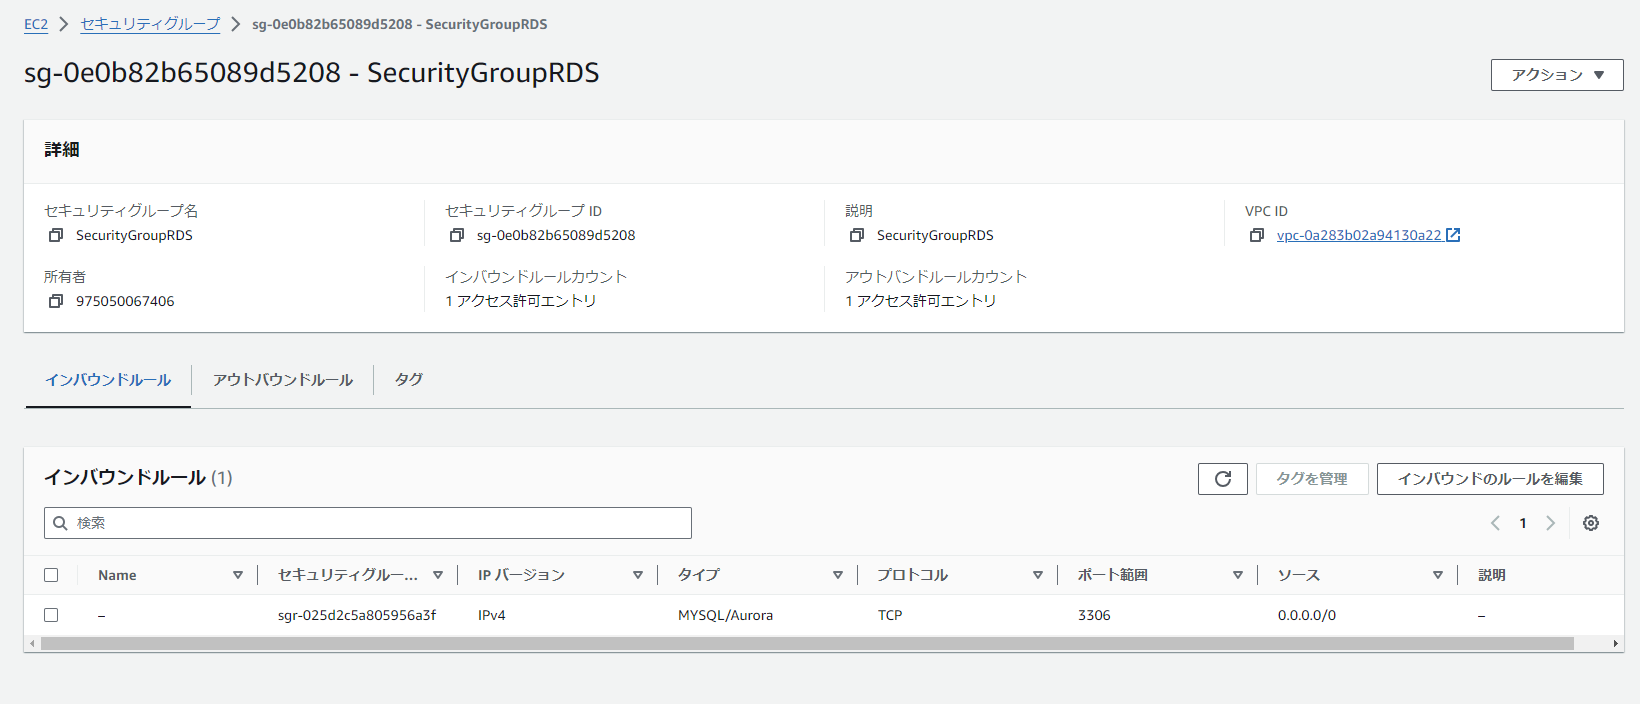 EC2 > セキュリティグループ > sg-0e0b82b65089d5208 - SecurityGroupRDS
sg-0e0b82b65089d5208 - SecurityGroupRDS
アクション ▼
詳細
セキュリティグループ名 セキュリティグループ ID 説明 VPC ID
SecurityGroupRDS sg-0e0b82b65089d5208 SecurityGroupRDS vpc-0a283b02a94130a22
所有者 インバウンドルールカウント アウトバンドルールカウント
975050067406 1 アクセス許可エントリ 1 アクセス許可エントリ
インバウンドルール アウトバウンドルール タグ
インバウンドルール (1) タグを管理 インバウンドのルールを編集
検索 1
Name セキュリティグルー... IP バージョン タイプ プロトコル ポート範囲 ソース 説明
– sgr-025d2c5a805956a3f IPv4 MYSQL/Aurora TCP 3306 0.0.0.0/0 –